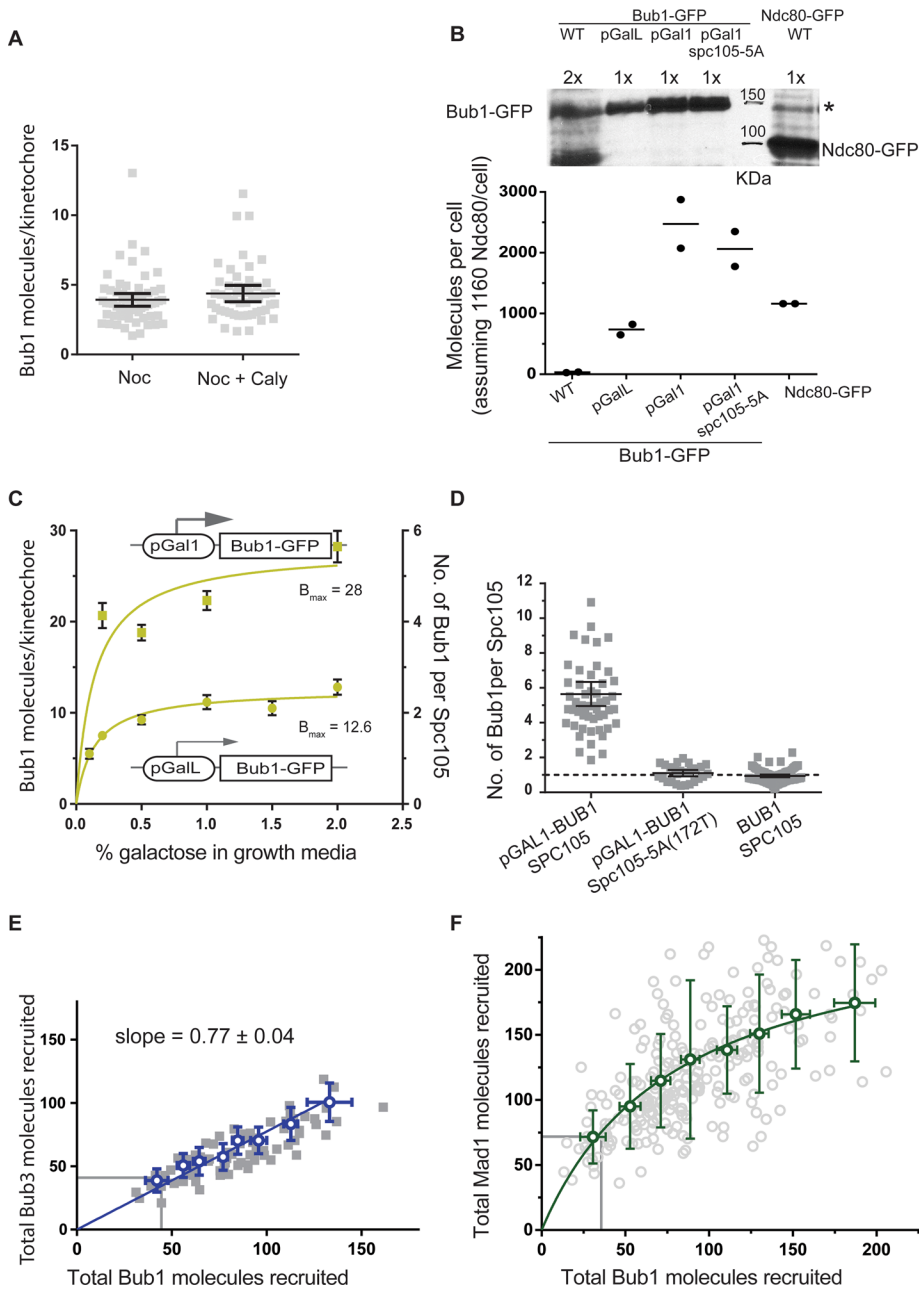 A
Bub1 molecules/kinetochore
15
10
5
0
Noc
Noc + Caly
B
Bub1-GFP
Ndc80-GFP
WT
pGalL
pGal1
pGal1
spc105-5A
WT
2x
1x
1x
1x
1x
Bub1-GFP
150
*
100
Ndc80-GFP
KDa
Molecules per cell
(assuming 1160 Ndc80/cell)
3000
2000
1000
0
WT
pGalL
pGal1
pGal1
spc105-5A
Ndc80-GFP
Bub1-GFP
C
Bub1 molecules/kinetochore
30
20
10
0
pGal1
Bub1-GFP
Bmax = 28
Bmax = 12.6
pGalL
Bub1-GFP
6
4
2
0
No. of Bub1 per Spc105
0.0
0.5
1.0
1.5
2.0
2.5
% galactose in growth media
D
No. of Bub1per Spc105
12
10
8
6
4
2
0
pGAL1-BUB1
SPC105
pGAL1-BUB1
Spc105-5A(172T)
BUB1
SPC105
E
Total Bub3 molecules recruited
150
100
50
0
slope = 0.77 ± 0.04
0
50
100
150
Total Bub1 molecules recruited
F
Total Mad1 molecules recruited
200
150
100
50
0
0
50
100
150
200
Total Bub1 molecules recruited